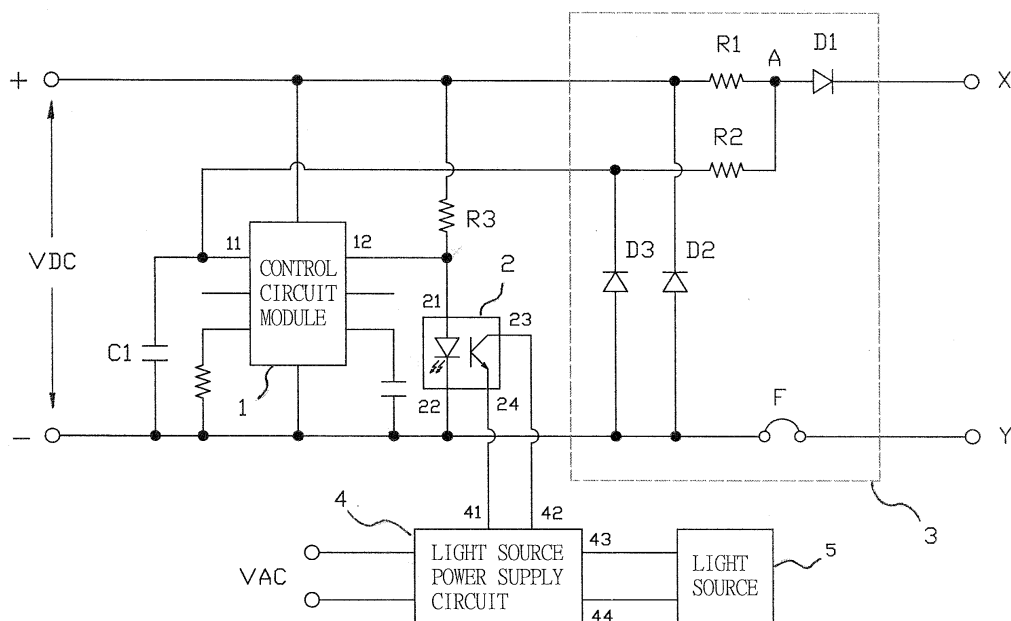 R1
A
D1
+
X
R2
R3
D3
D2
VDC
11
12
CONTROL
CIRCUIT
MODULE
2
21
23
C1
1
22
24
F
-
Y
3
4
41
42
VAC
LIGHT SOURCE
POWER SUPPLY
CIRCUIT
43
44
LIGHT
SOURCE
5